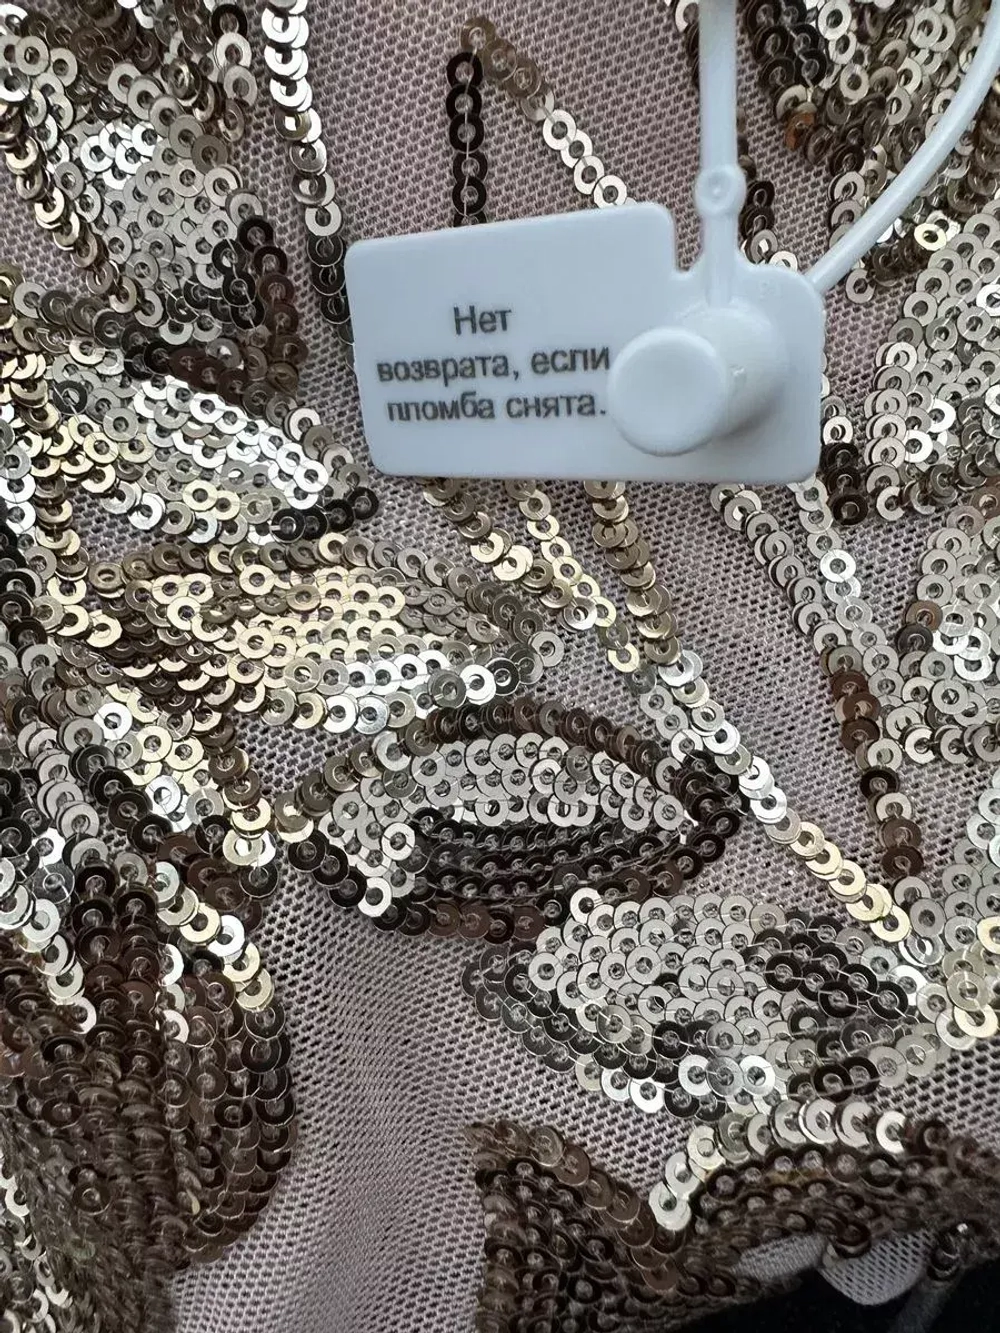 Нет
возврата, если
пломба снята.